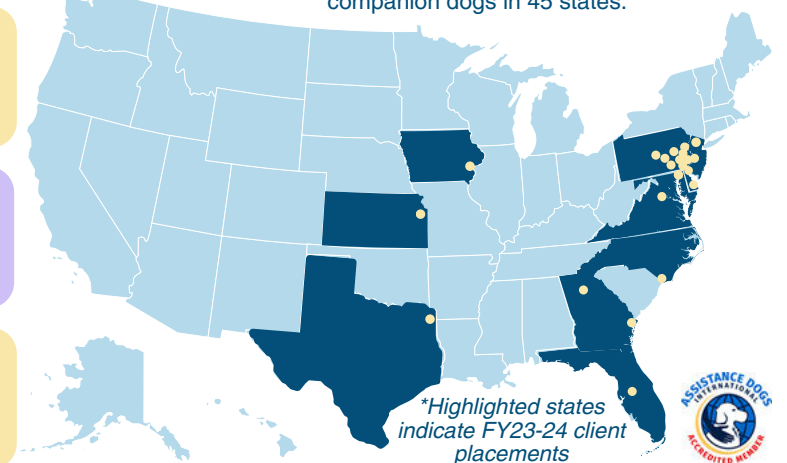 companion dogs in 45 states.
*Highlighted states
indicate FY23-24 client
placements
ASSISTANCE DOGS
INTERNATIONAL
ACCREDITED MEMBER